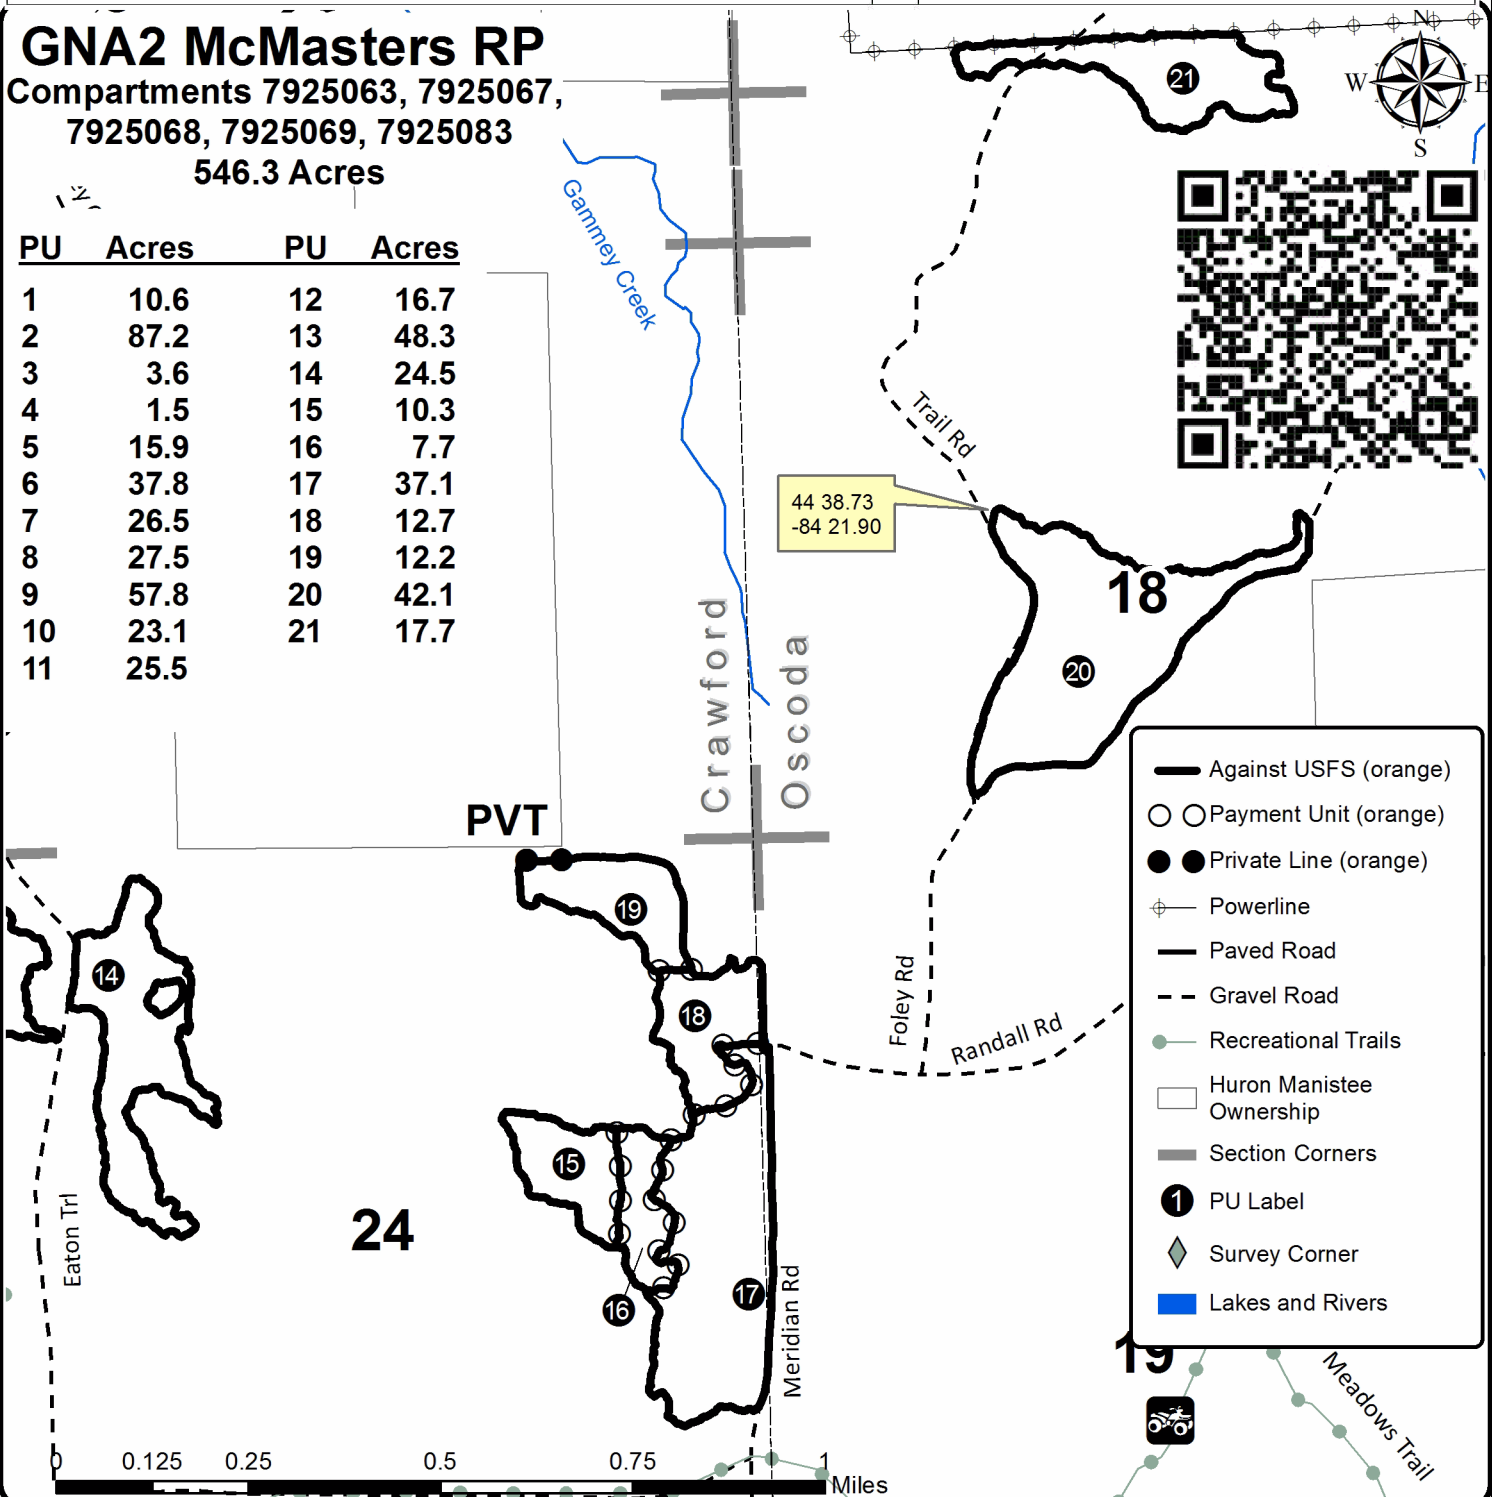 GNA2 McMasters RP
Compartments 7925063, 7925067,
7925068, 7925069, 7925083
546.3 Acres
PU Acres PU Acres
1 10.6 12 16.7
2 87.2 13 48.3
3 3.6 14 24.5
4 1.5 15 10.3
5 15.9 16 7.7
6 37.8 17 37.1
7 26.5 18 12.7
8 27.5 19 12.2
9 57.8 20 42.1
10 23.1 21 17.7
11 25.5
Gammey Creek
Crawford
Oscoda
PVT
21
N
W
E
S
Trail Rd
44 38.73
-84 21.90
18
20
19
14
18
15
16
17
24
Eaton Trl
Meridian Rd
Foley Rd
Randall Rd
Against USFS (orange)
Payment Unit (orange)
Private Line (orange)
Powerline
Paved Road
Gravel Road
Recreational Trails
Huron Manistee
Ownership
Section Corners
1 PU Label
Survey Corner
Lakes and Rivers
19
Meadows Trail
0 0.125 0.25 0.5 0.75 1
Miles